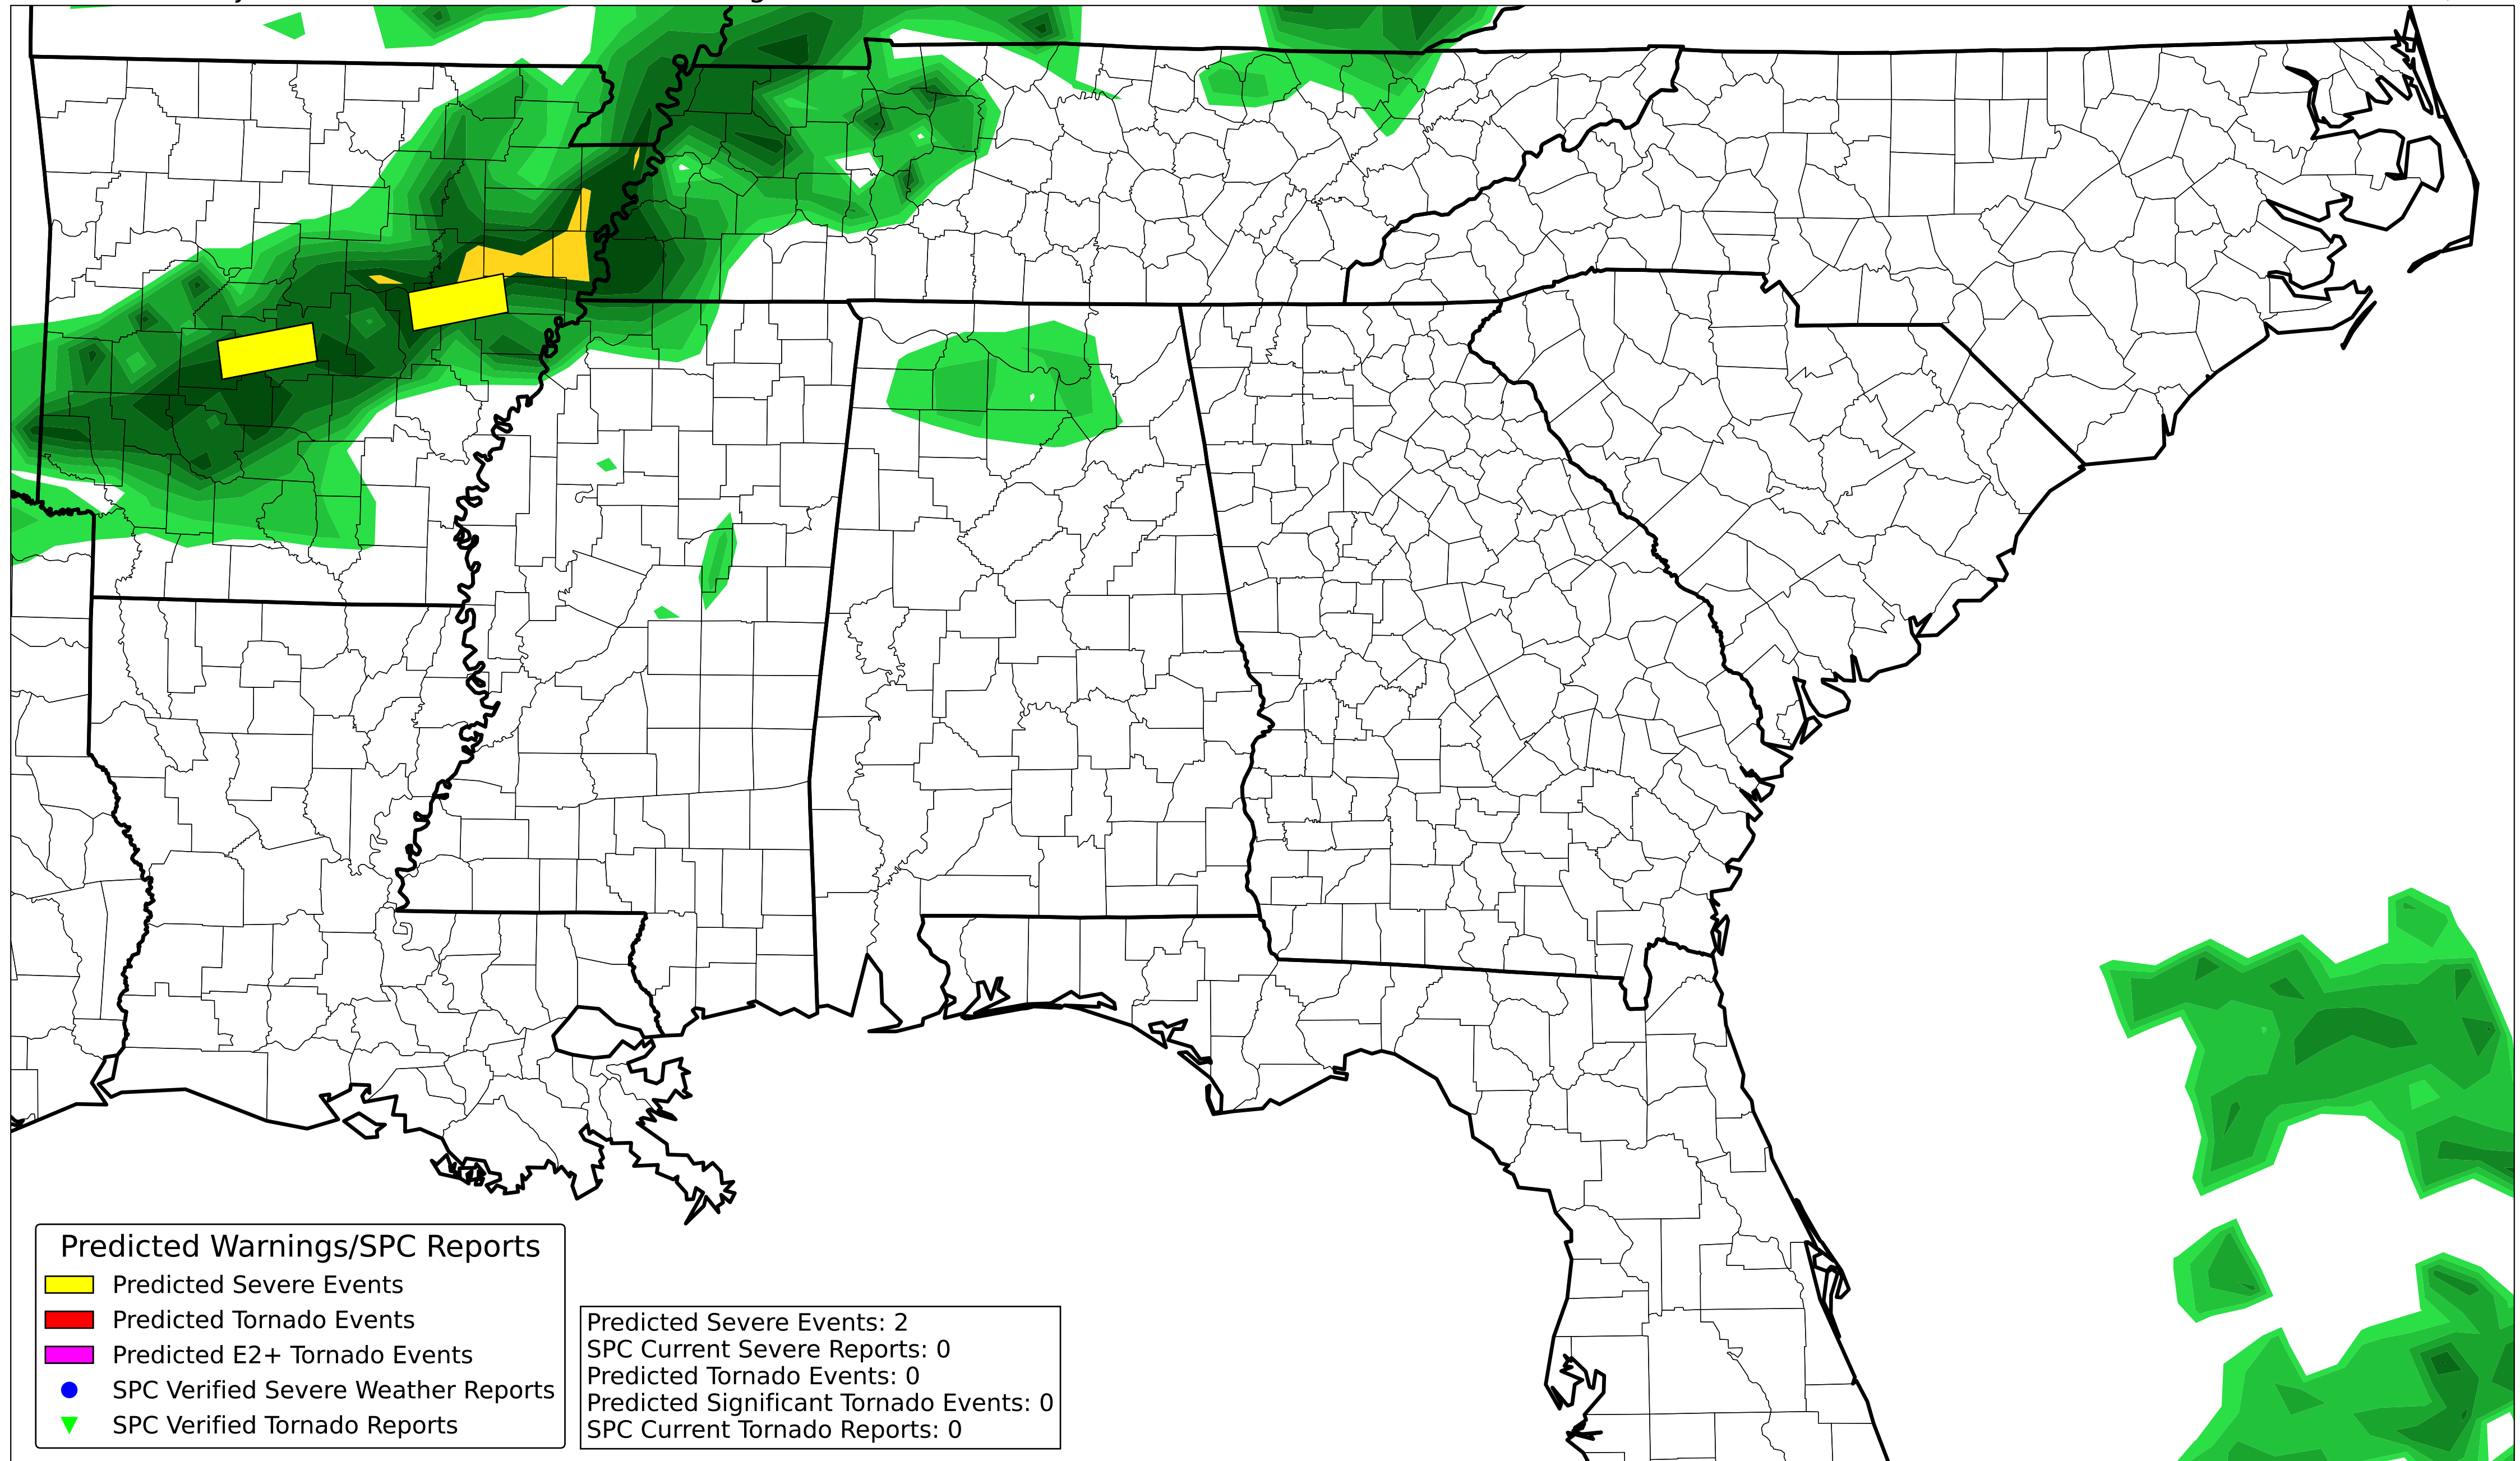 Predicted Warnings/SPC Reports
Predicted Severe Events
Predicted Tornado Events
Predicted E2+ Tornado Events
SPC Verified Severe Weather Reports
SPC Verified Tornado Reports
Predicted Severe Events: 2
SPC Current Severe Reports: 0
Predicted Tornado Events: 0
Predicted Significant Tornado Events: 0
SPC Current Tornado Reports: 0